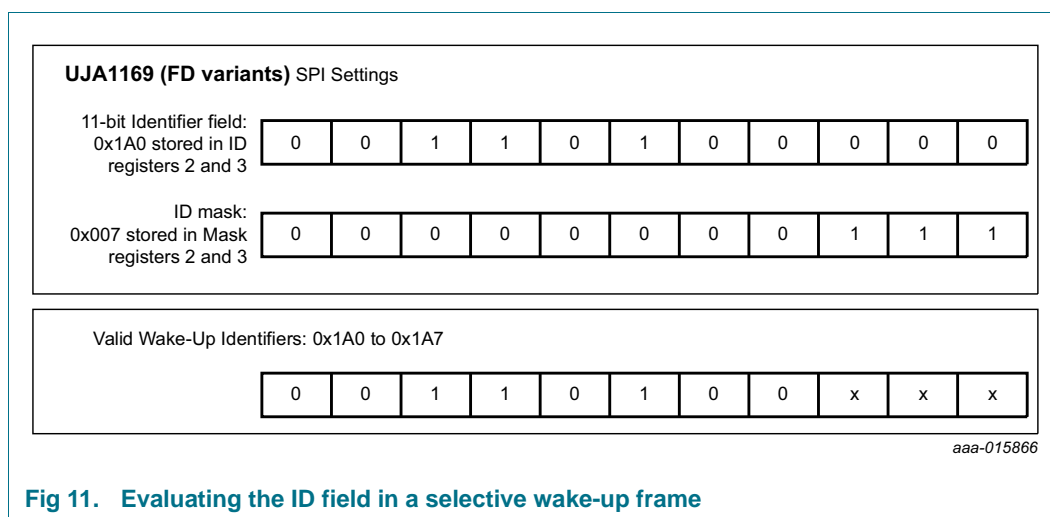 UJA1169 (FD variants) SPI Settings
11-bit Identifier field:
0x1A0 stored in ID
registers 2 and 3
0 0 1 1 0 1 0 0 0 0 0
ID mask:
0x007 stored in Mask
registers 2 and 3
0 0 0 0 0 0 0 0 1 1 1
Valid Wake-Up Identifiers: 0x1A0 to 0x1A7
0 0 1 1 0 1 0 0 x x x
aaa-015866
Fig 11. Evaluating the ID field in a selective wake-up frame